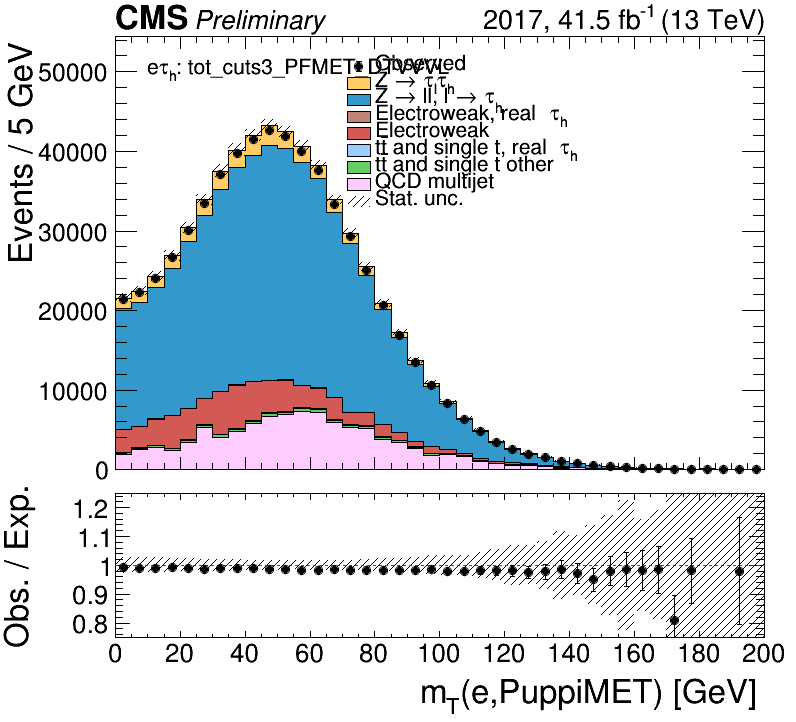 CMS Preliminary 2017, 41.5 fb⁻¹ (13 TeV)
Events / 5 GeV
50000
40000
30000
20000
10000
0
eτh: tot_cuts3_PFMET
Observed
Z → τlτh
Z → ll, l → τh
Electroweak, real τh
Electroweak
tt̄ and single t, real τh
tt̄ and single t other
QCD multijet
Stat. unc.
Obs. / Exp.
1.2
1.1
1
0.9
0.8
0 20 40 60 80 100 120 140 160 180 200
mT(e,PuppiMET) [GeV]